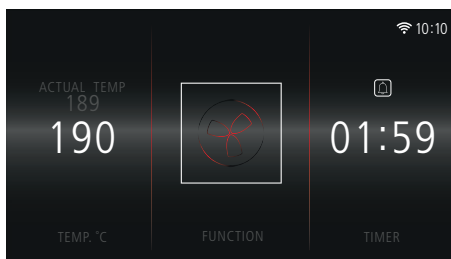 10:10
ACTUAL TEMP
189
190
01:59
TEMP. °C
FUNCTION
TIMER